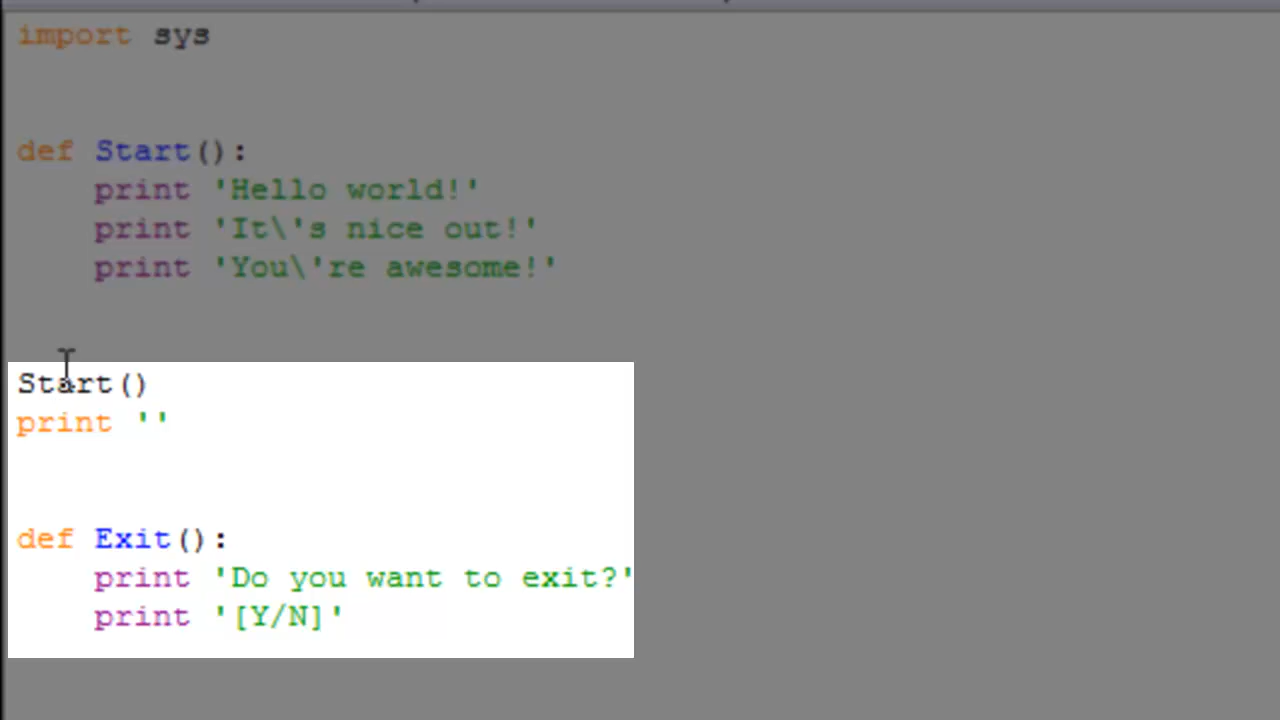 import sys
def Start():
    print 'Hello world!'
    print 'It\'s nice out!'
    print 'You\'re awesome!'
Start()
print ''
def Exit():
    print 'Do you want to exit?'
    print '[Y/N]'